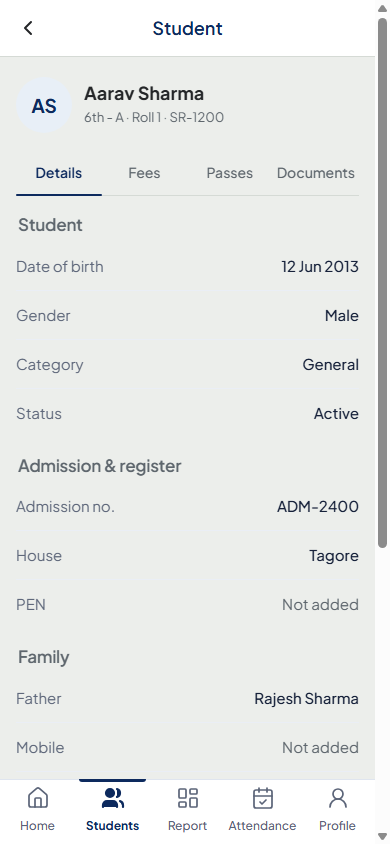 Student
AS
Aarav Sharma
6th - A · Roll 1 · SR-1200
Details Fees Passes Documents
Student
Date of birth 12 Jun 2013
Gender Male
Category General
Status Active
Admission & register
Admission no. ADM-2400
House Tagore
PEN Not added
Family
Father Rajesh Sharma
Mobile Not added
Home Students Report Attendance Profile